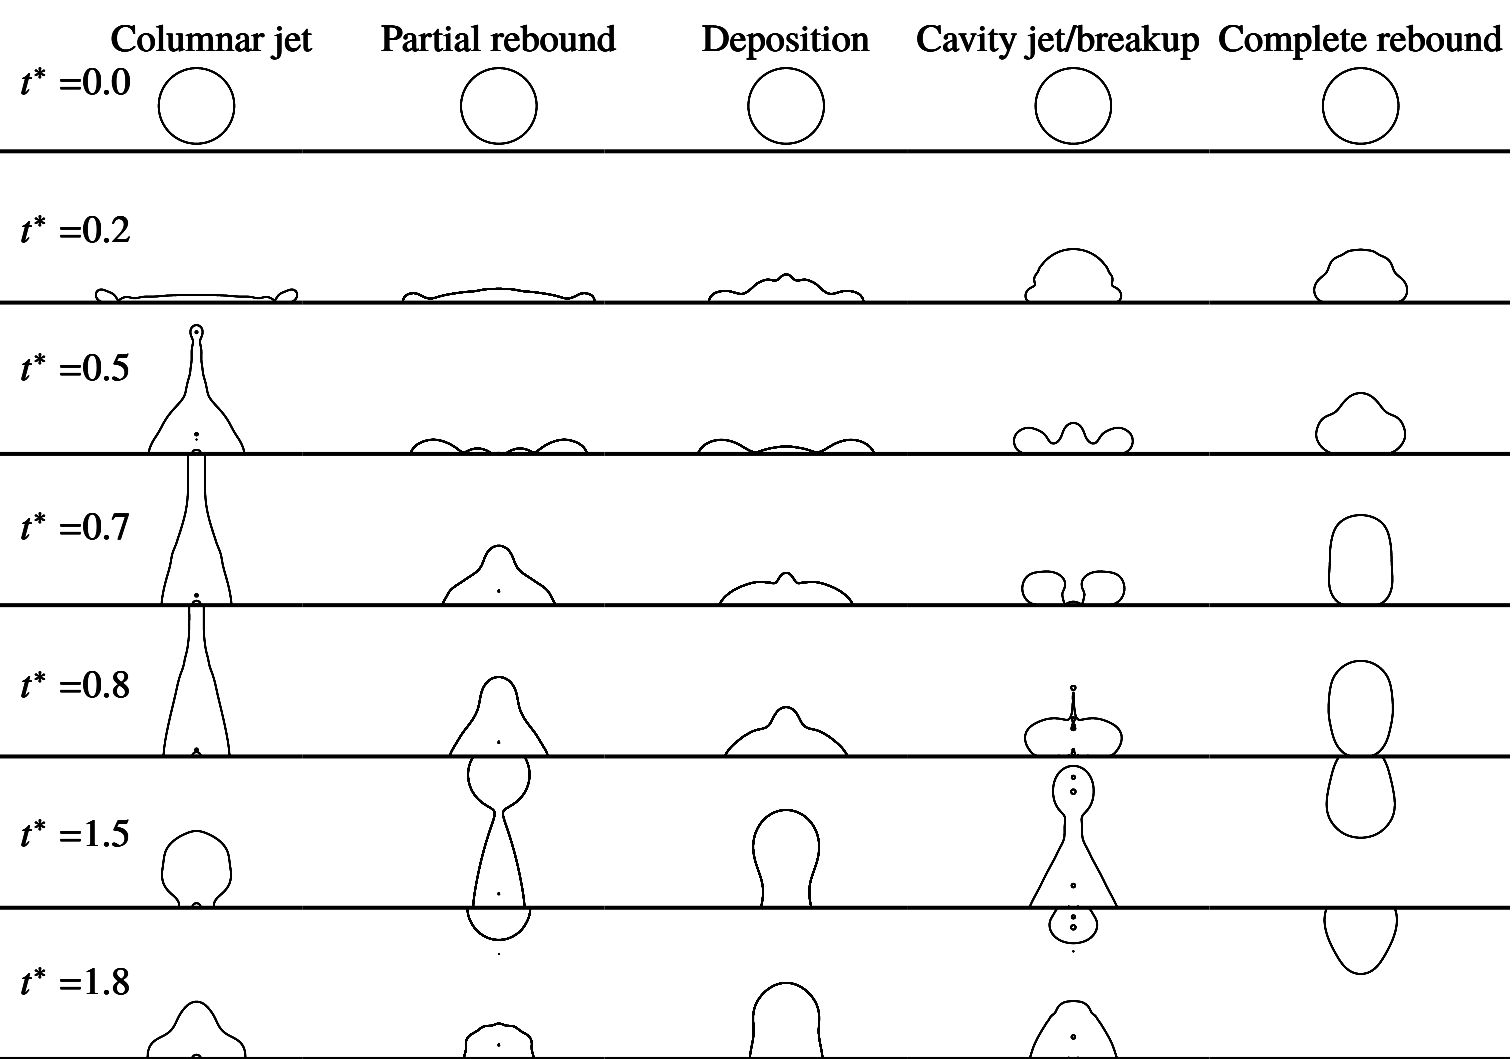 Columnar jet Partial rebound Deposition Cavity jet/breakup Complete rebound
t* =0.0
t* =0.2
t* =0.5
t* =0.7
t* =0.8
t* =1.5
t* =1.8